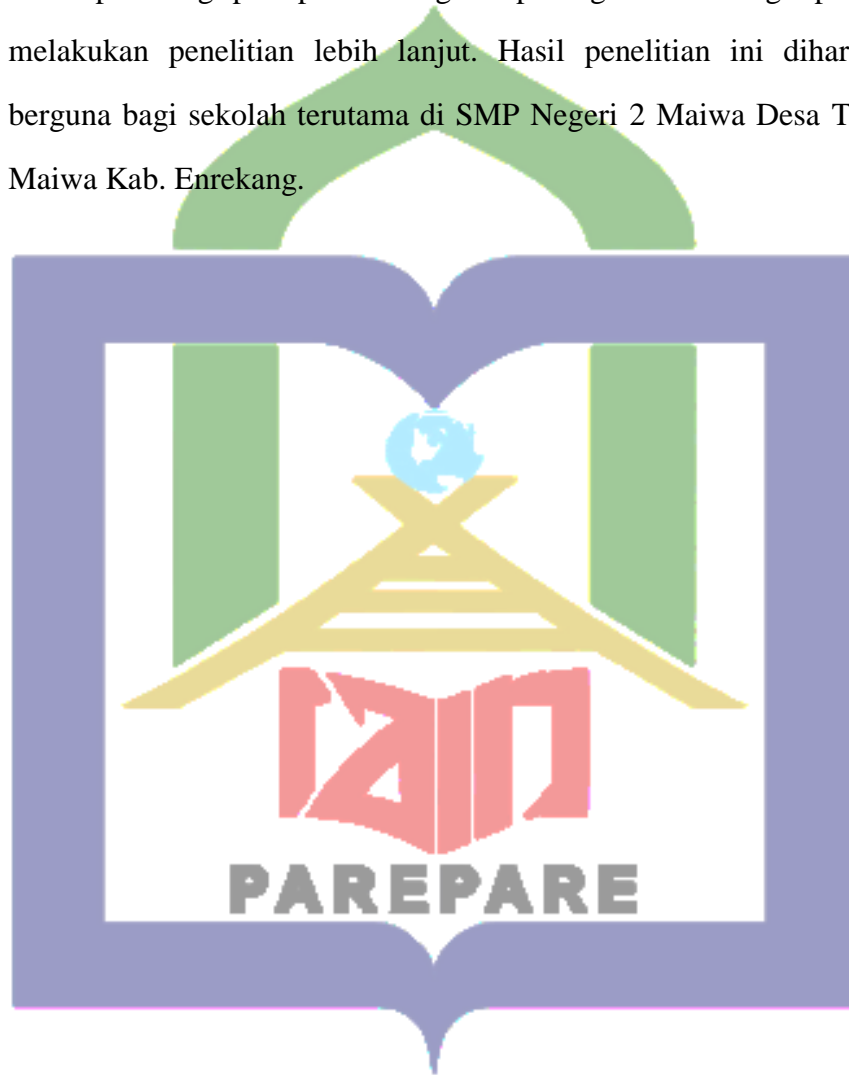 melakukan penelitian lebih lanjut. Hasil penelitian ini dihar
berguna bagi sekolah terutama di SMP Negeri 2 Maiwa Desa T
Maiwa Kab. Enrekang.
iain
PAREPARE